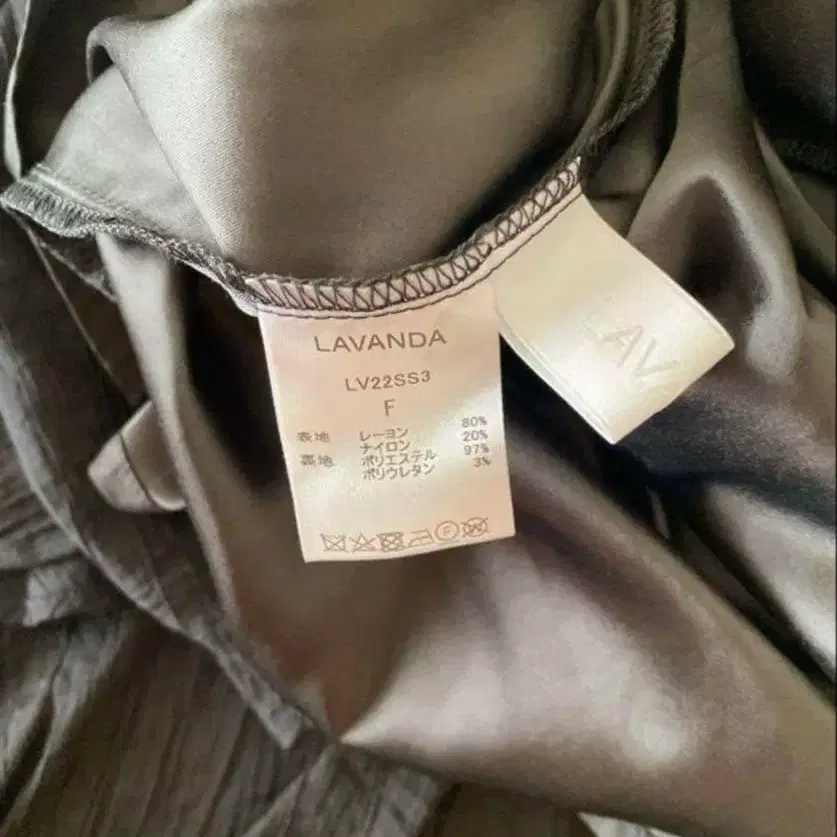 LAVANDA
LV22SS3
F
表地 レーヨン 80%
ナイロン 20%
裏地 ポリエステル 97%
ポリウレタン 3%
F W
LAV